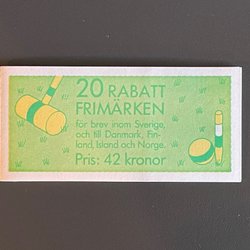 20 RABATT
FRIMÄRKEN
för brev inom Sverige,
och till Danmark, Fin-
land, Island och Norge.
Pris: 42 kronor